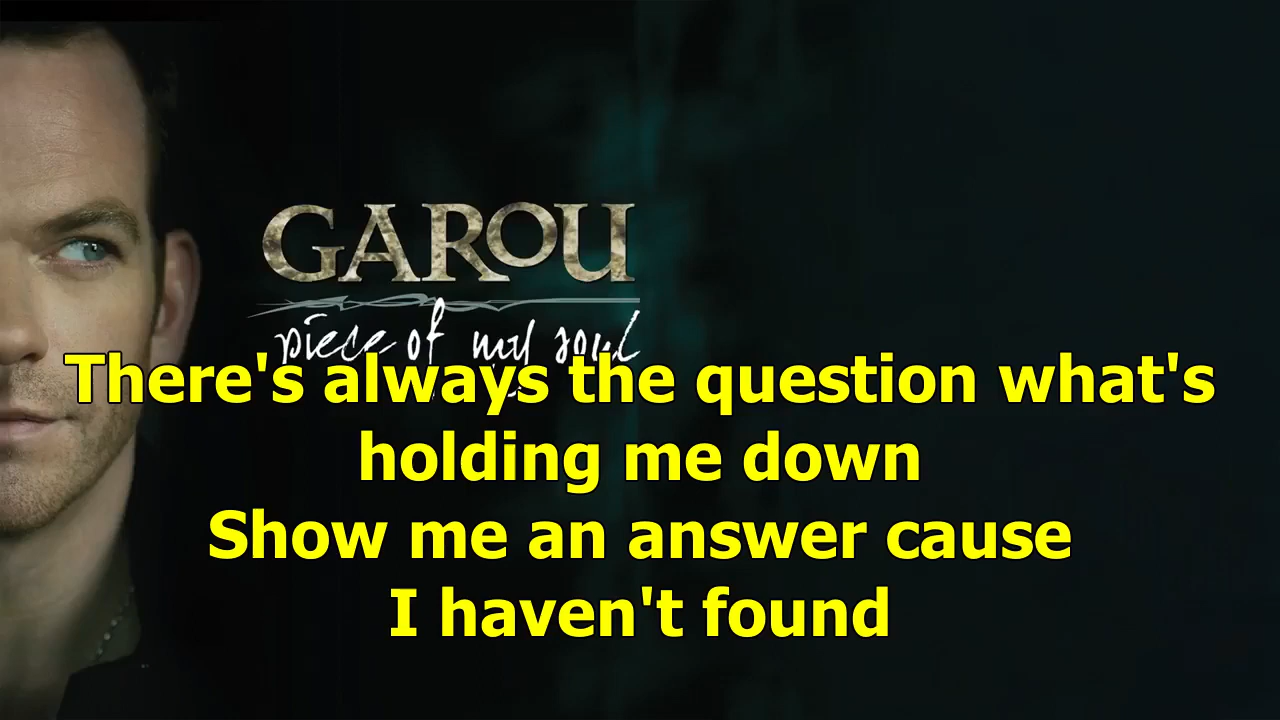 GAROU
piece of my soul
There's always the question what's
holding me down
Show me an answer cause
I haven't found